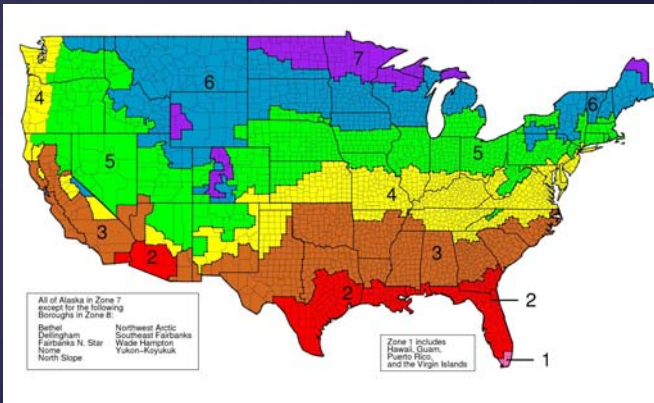 7
6
6
4
5
5
4
3
2
3
2
2
1
All of Alaska in Zone 7
except for the following
Boroughs in Zone 8:
Bethel Northwest Arctic
Dellingham Southeast Fairbanks
Fairbanks N. Star Wade Hampton
Nome Yukon-Koyukuk
North Slope
Zone 1 includes
Hawaii, Guam,
Puerto Rico,
and the Virgin Islands